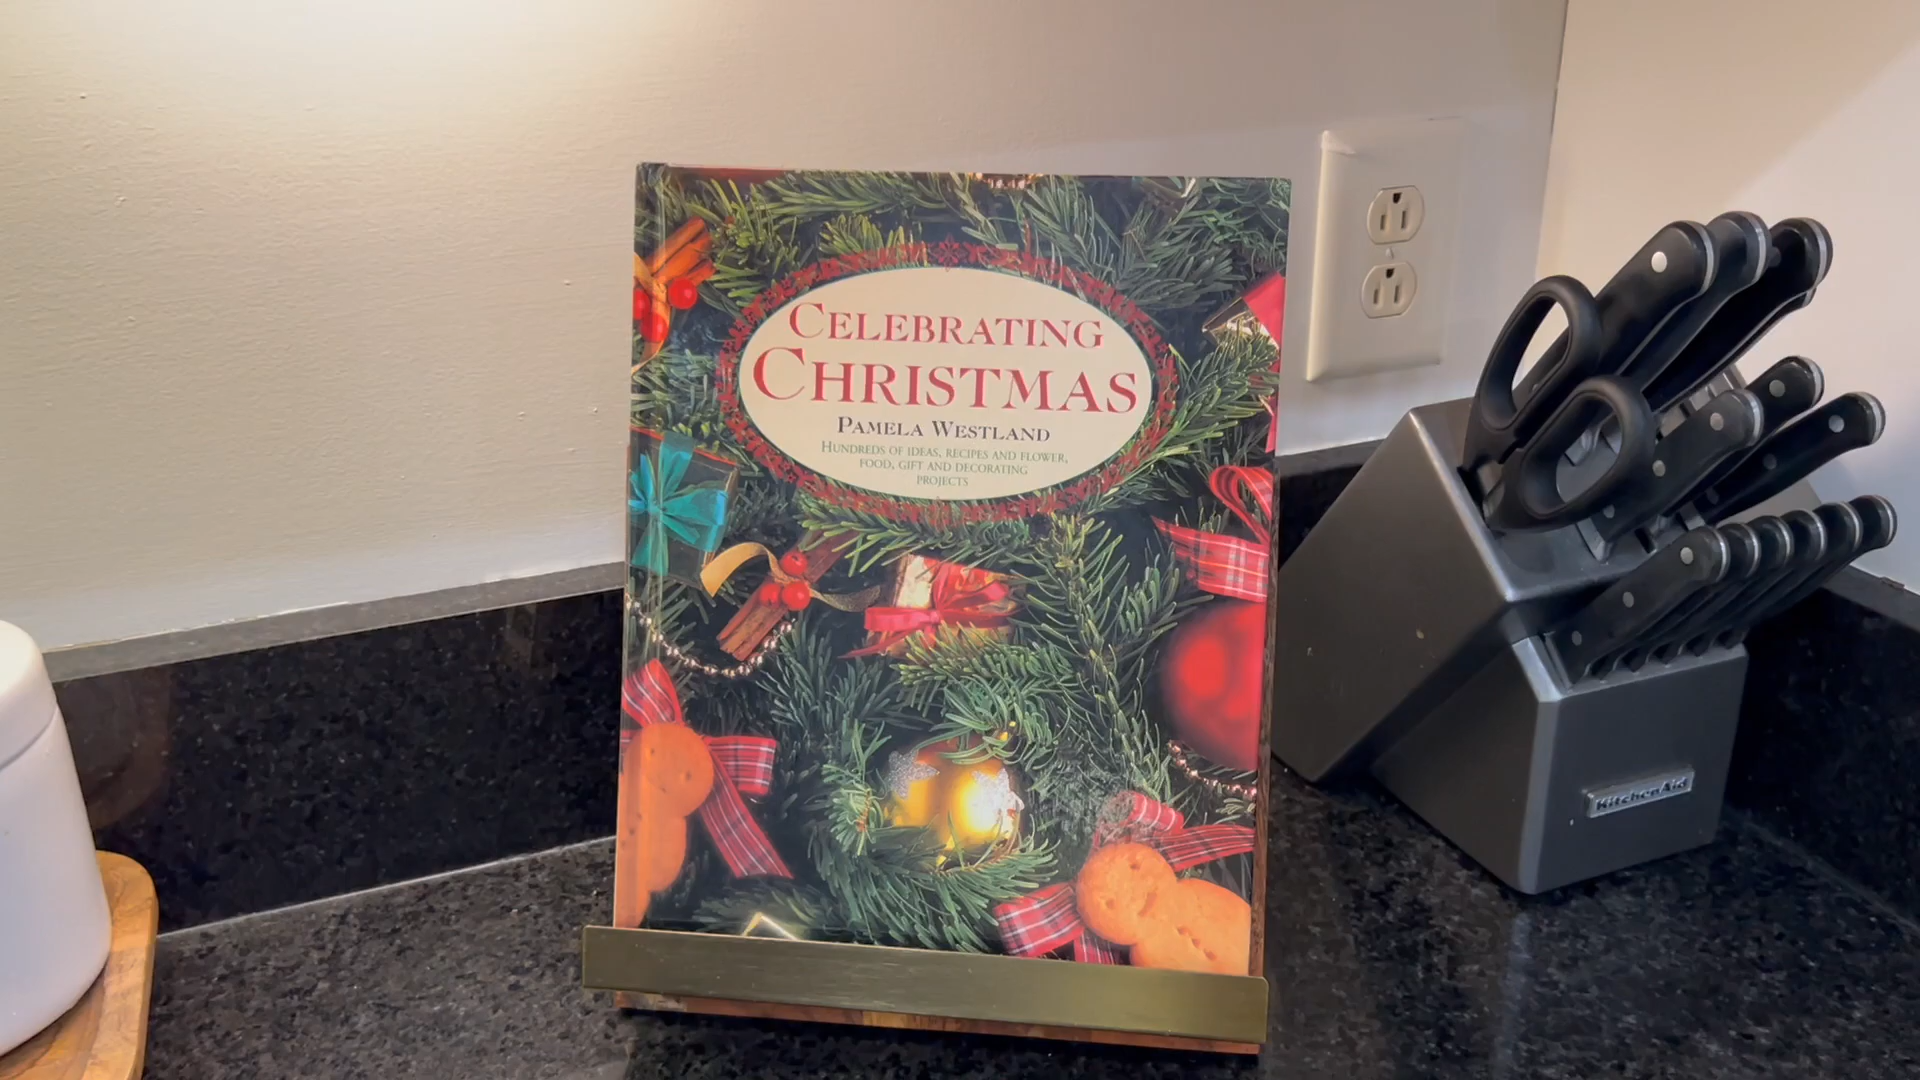 CELEBRATING
CHRISTMAS
PAMELA WESTLAND
HUNDREDS OF IDEAS, RECIPES AND FLOWER,
FOOD, GIFT AND DECORATING
PROJECTS
KitchenAid